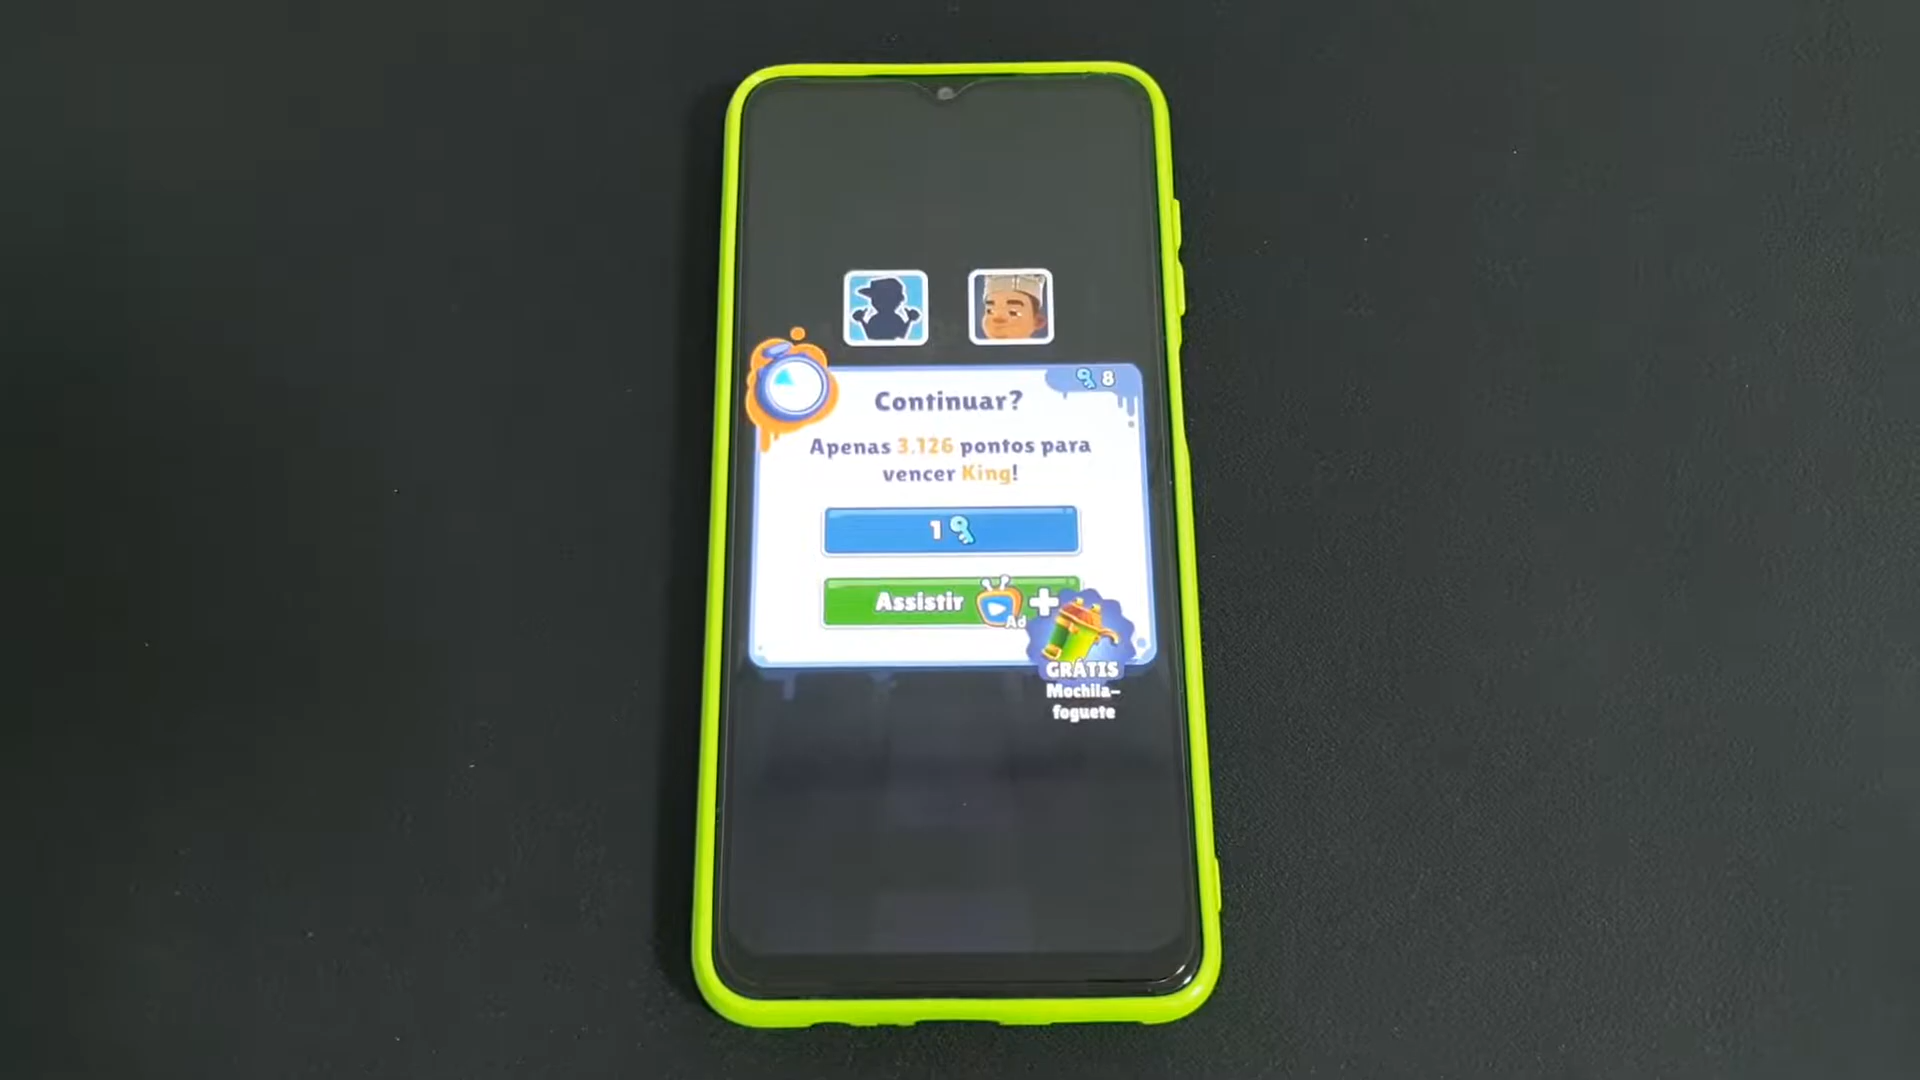 8
Continuar?
Apenas 3.126 pontos para
vencer King!
1
Assistir
Ad
+
GRÁTIS
Mochila-
foguete